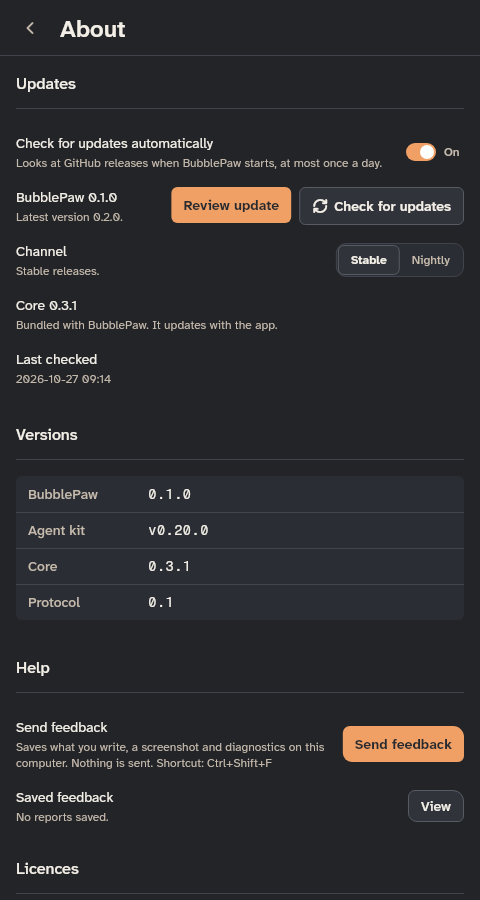 About
Updates
Check for updates automatically
Looks at GitHub releases when BubblePaw starts, at most once a day.
On
BubblePaw 0.1.0
Latest version 0.2.0.
Review update
Check for updates
Channel
Stable releases.
Stable
Nightly
Core 0.3.1
Bundled with BubblePaw. It updates with the app.
Last checked
2026-10-27 09:14
Versions
BubblePaw 0.1.0
Agent kit v0.20.0
Core 0.3.1
Protocol 0.1
Help
Send feedback
Saves what you write, a screenshot and diagnostics on this
computer. Nothing is sent. Shortcut: Ctrl+Shift+F
Send feedback
Saved feedback
No reports saved.
View
Licences